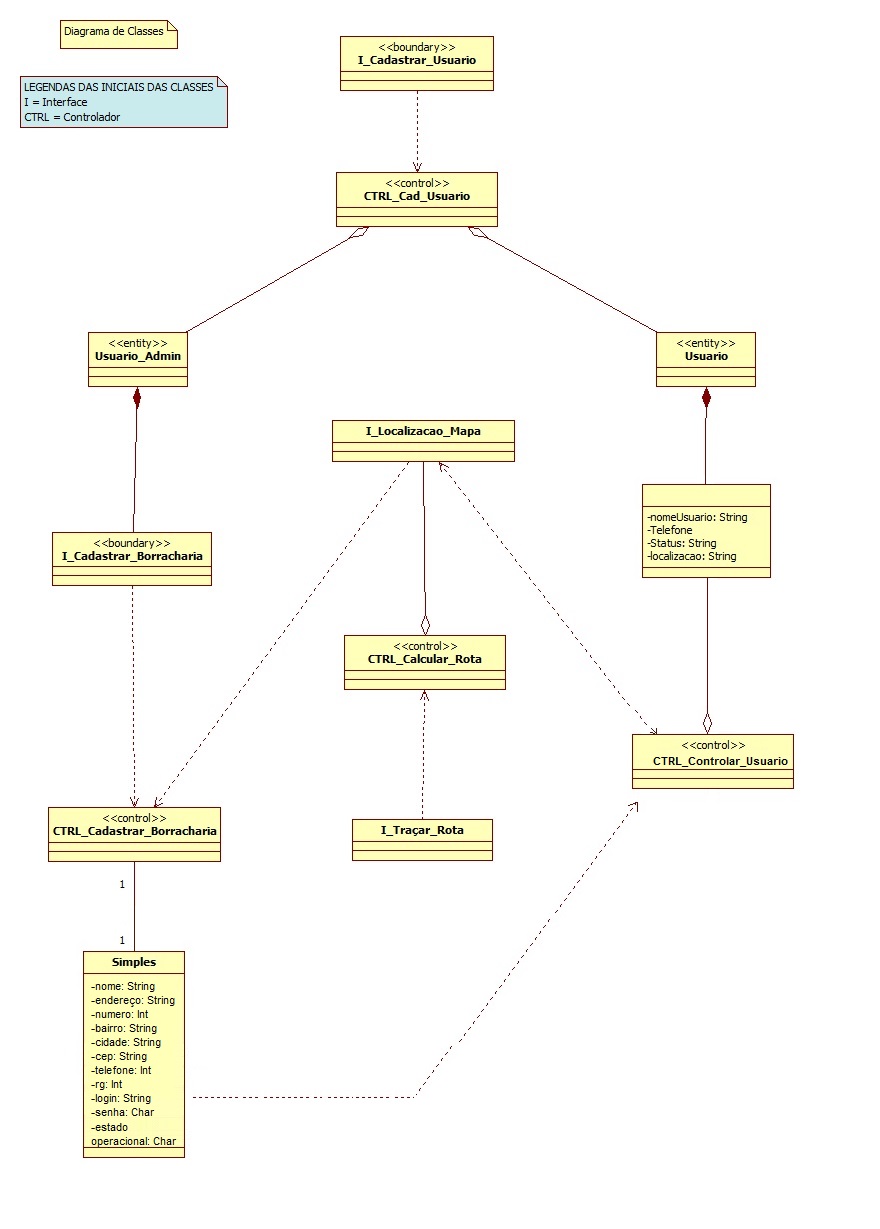 Diagrama de Classes
LEGENDAS DAS INICIAIS DAS CLASSES
I = Interface
CTRL = Controlador
<<boundary>>
I_Cadastrar_Usuario
<<control>>
CTRL_Cad_Usuario
<<entity>>
Usuario_Admin
<<entity>>
Usuario
I_Localizacao_Mapa
-nomeUsuario: String
-Telefone
-Status: String
-localizacao: String
<<boundary>>
I_Cadastrar_Borracharia
<<control>>
CTRL_Calcular_Rota
<<control>>
CTRL_Controlar_Usuario
<<control>>
CTRL_Cadastrar_Borracharia
I_Traçar_Rota
1
1
Simples
-nome: String
-endereço: String
-numero: Int
-bairro: String
-cidade: String
-cep: String
-telefone: Int
-rg: Int
-login: String
-senha: Char
-estado
operacional: Char